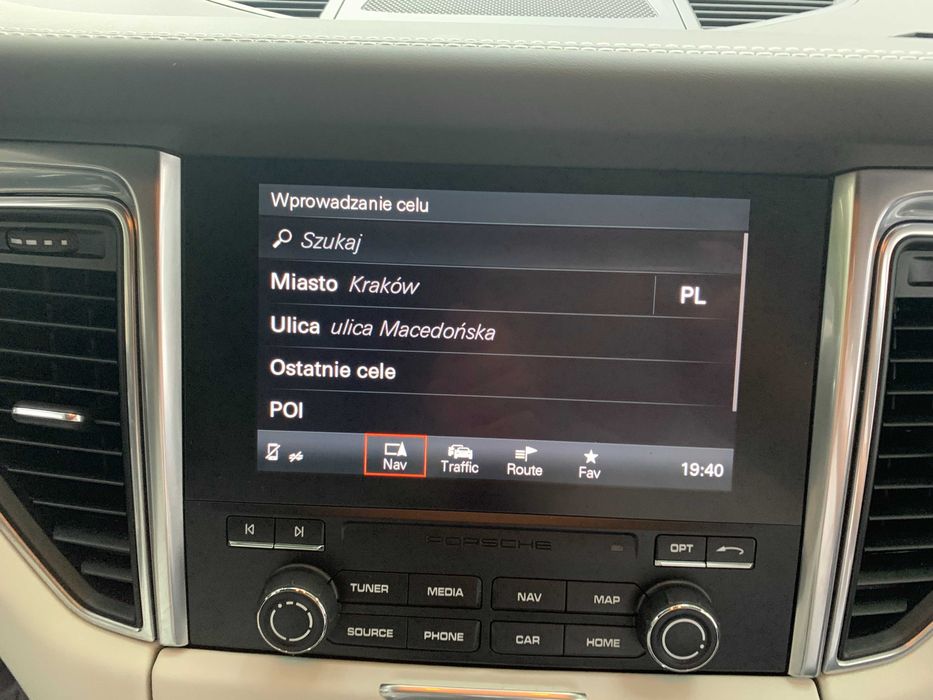 Wprowadzanie celu
Szukaj
Miasto Kraków PL
Ulica ulica Macedońska
Ostatnie cele
POI
Nav Traffic Route Fav 19:40
PORSCHE
OPT
TUNER MEDIA NAV MAP
SOURCE PHONE CAR HOME